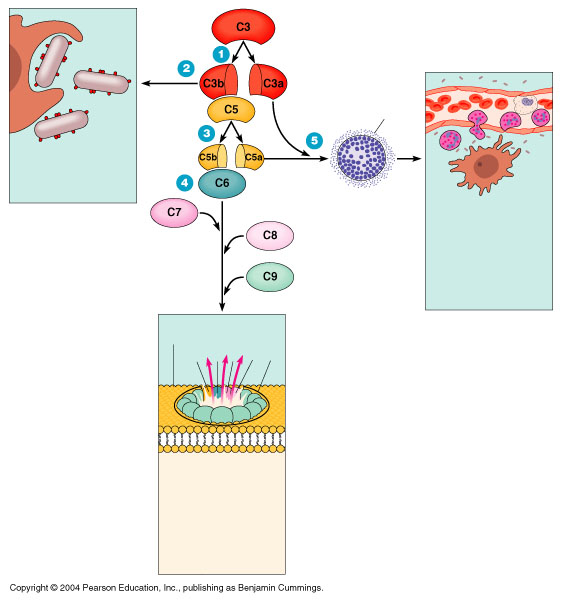 C3
1
2
C3b
C3a
C5
3
5
C5b
C5a
4
C6
C7
C8
C9
Copyright © 2004 Pearson Education, Inc., publishing as Benjamin Cummings.